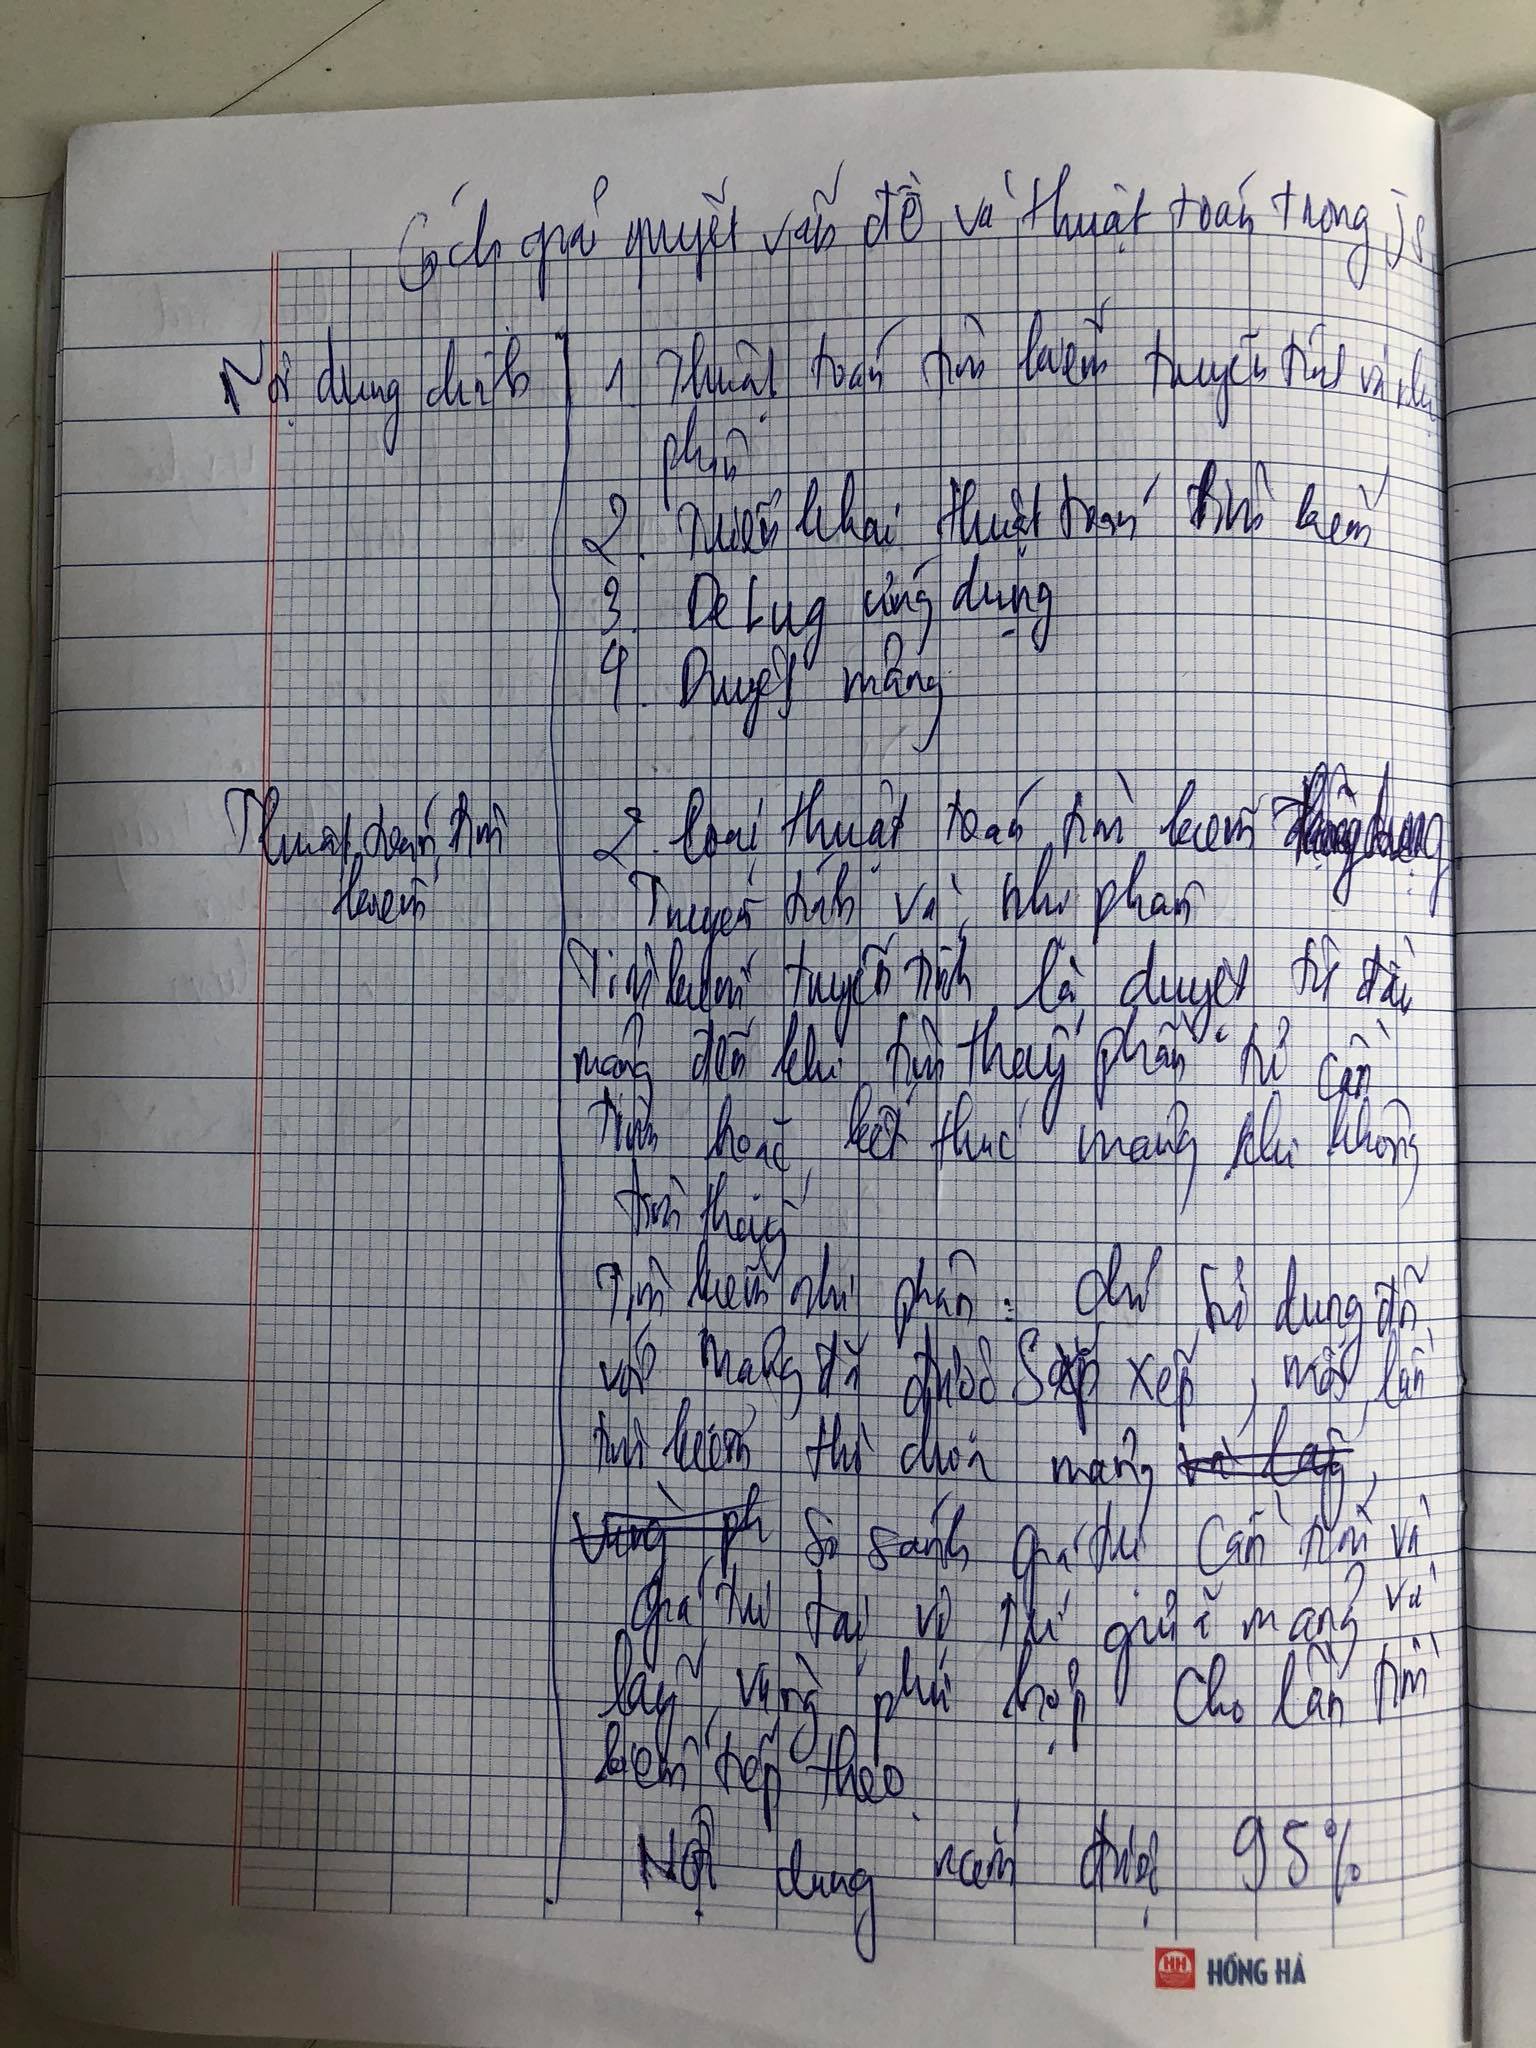 Cách giải quyết vấn đề và thuật toán trong js
Nội dung chính
1. Thuật toán tìm kiếm tuyến tính và nhị
phân
2. Triển khai thuật toán tìm kiếm
3. Debug ứng dụng
4. Duyệt mảng
Thuật toán tìm
kiếm
2 loại thuật toán tìm kiếm
Tuyến tính và nhị phân
Tìm kiếm tuyến tính là duyệt từ đầu
mảng đến khi tìm thấy phần tử cần
tìm hoặc kết thúc mảng khi không
tìm thấy
Tìm kiếm nhị phân: Chỉ sử dụng đối
với mảng đã được sắp xếp, mỗi lần
tìm kiếm thì chia mảng và lấy,
vùng ph so sánh giá trị cần tìm và
giá trị tại vị trí giữa mảng và
lấy vùng phù hợp cho lần tìm
kiếm tiếp theo.
Nội dung nắm được 95%
HỒNG HÀ